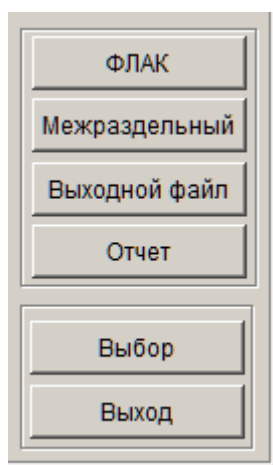 ФЛАК
Межраздельный
Выходной файл
Отчет
Выбор
Выход